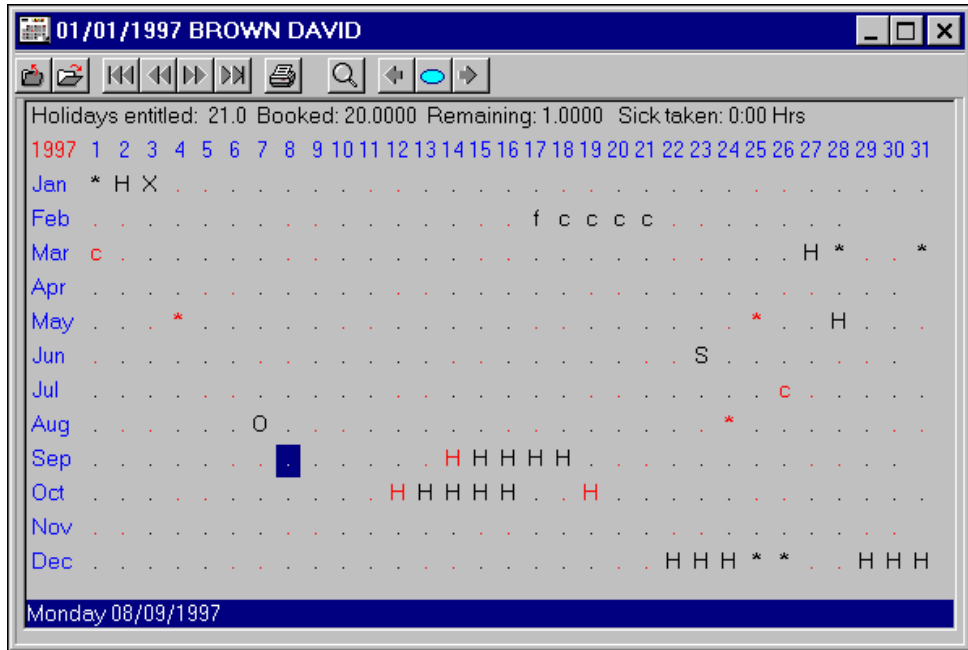 01/01/1997 BROWN DAVID
Holidays entitled: 21.0 Booked: 20.0000 Remaining: 1.0000 Sick taken: 0:00 Hrs
1997 1 2 3 4 5 6 7 8 9 10 11 12 13 14 15 16 17 18 19 20 21 22 23 24 25 26 27 28 29 30 31
Jan * H X . . . . . . . . . . . . . . . . . . . . . . . . . . . .
Feb . . . . . . . . . . . . . . . . f c c c c . . . . . . .
Mar c . . . . . . . . . . . . . . . . . . . . . . . . . H * . . *
Apr . . . . . . . . . . . . . . . . . . . . . . . . . . . . . .
May . . . * . . . . . . . . . . . . . . . . . . . . * . . H . . .
Jun . . . . . . . . . . . . . . . . . . . . . . S . . . . . . .
Jul . . . . . . . . . . . . . . . . . . . . . . . . . c . . . . .
Aug . . . . . . O . . . . . . . . . . . . . . . . * . . . . . . .
Sep . . . . . . . . . . . . . H H H H H . . . . . . . . . . . .
Oct . . . . . . . . . . . H H H H H . . H . . . . . . . . . . . .
Nov . . . . . . . . . . . . . . . . . . . . . . . . . . . . . .
Dec . . . . . . . . . . . . . . . . . . . . . H H H * * . . H H H
Monday 08/09/1997